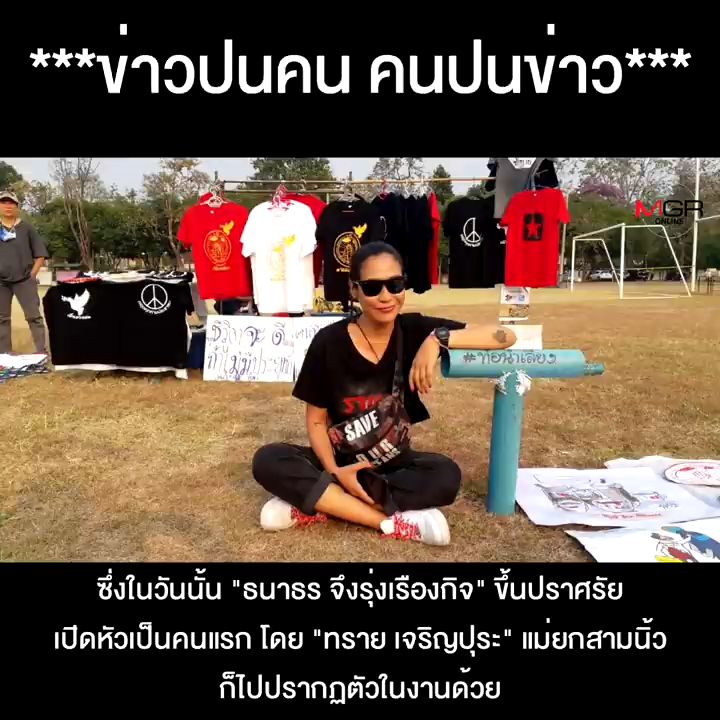 ***ข่าวปนคน คนปนข่าว***
MGR
ONLINE
#ท่อน้ำเลี้ยง
SAVE
ซึ่งในวันนั้น "ธนาธร จึงรุ่งเรืองกิจ" ขึ้นปราศรัย
เปิดหัวเป็นคนแรก โดย "ทราย เจริญปุระ" แม่ยกสามนิ้ว
ก็ไปปรากฏตัวในงานด้วย